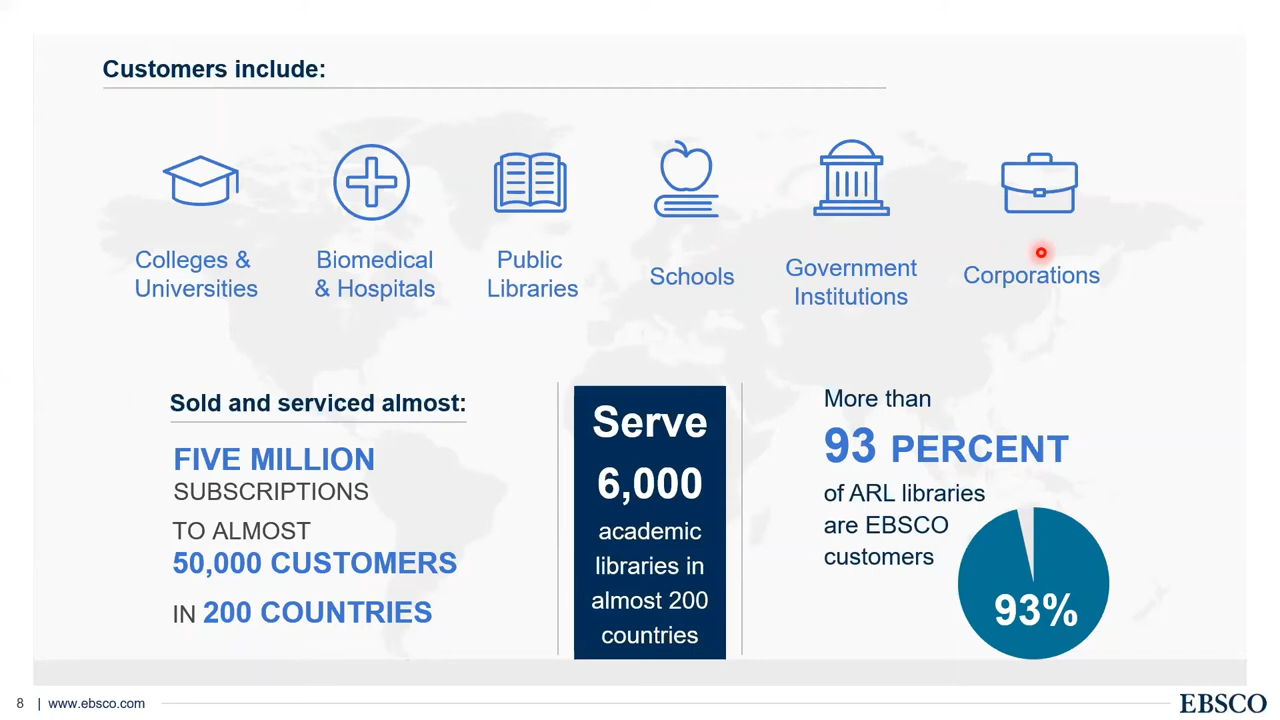 Customers include:
Colleges &
Universities
Biomedical
& Hospitals
Public
Libraries
Schools
Government
Institutions
Corporations
Sold and serviced almost:
FIVE MILLION
SUBSCRIPTIONS
TO ALMOST
50,000 CUSTOMERS
IN 200 COUNTRIES
Serve
6,000
academic
libraries in
almost 200
countries
More than
93 PERCENT
of ARL libraries
are EBSCO
customers
93%
8 | www.ebsco.com
EBSCO